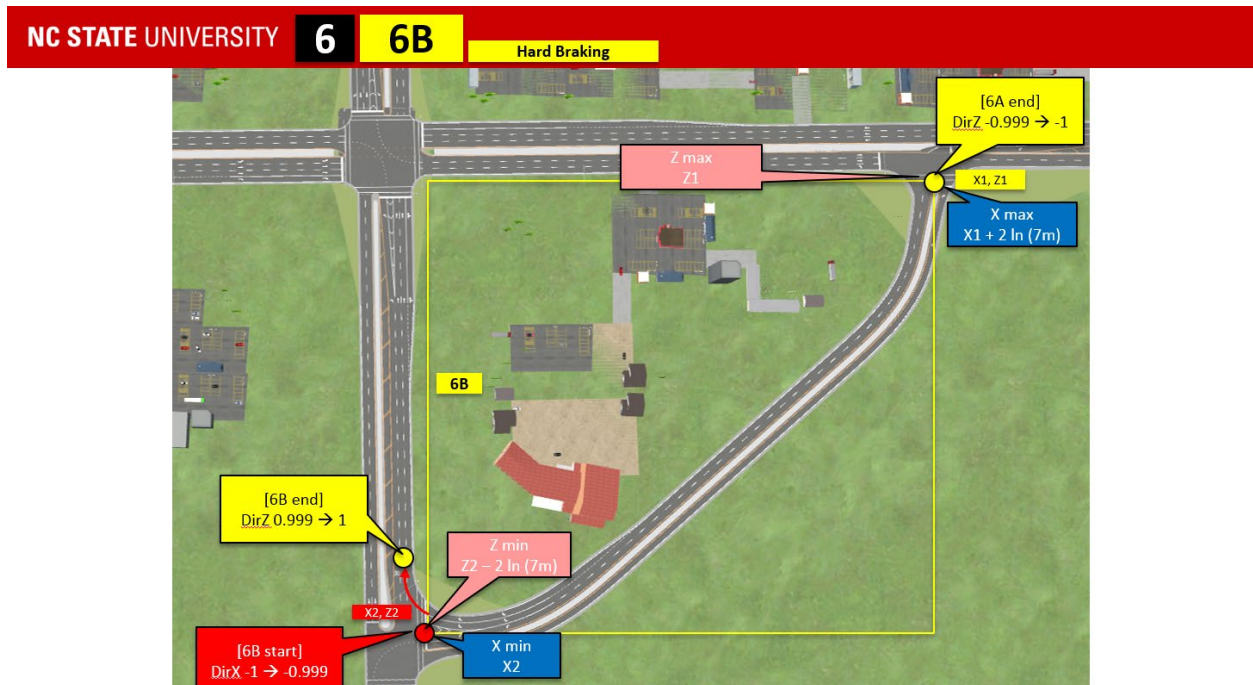 NC STATE UNIVERSITY
6
6B
Hard Braking
[6A end]
DirZ -0.999 → -1
Z max
Z1
X1, Z1
X max
X1 + 2 ln (7m)
6B
[6B end]
DirZ 0.999 → 1
Z min
Z2 – 2 ln (7m)
X2, Z2
[6B start]
DirX -1 → -0.999
X min
X2